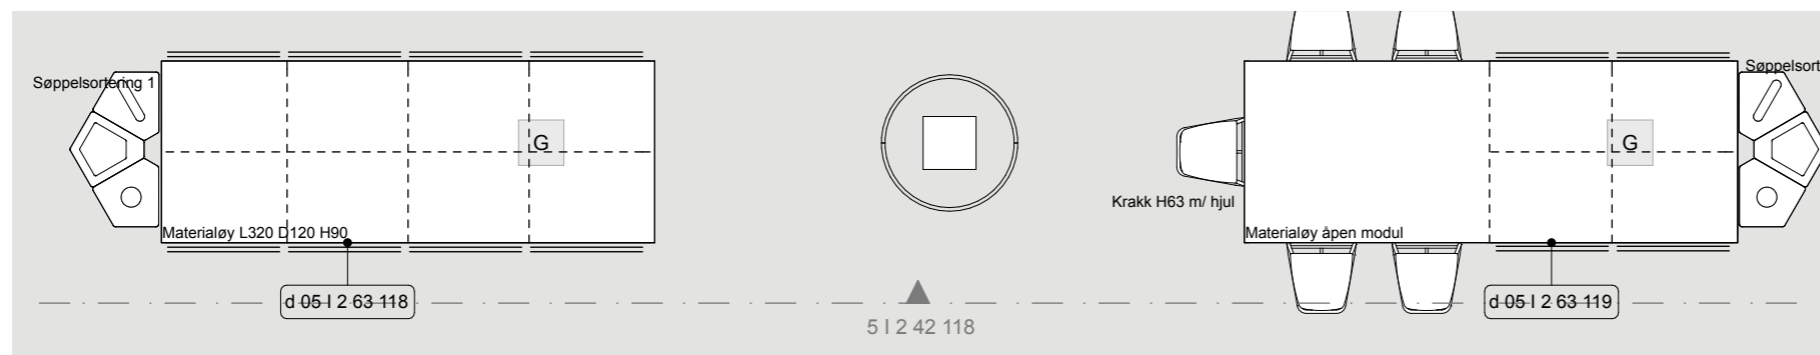 Søppelsortering 1
G
Materialøy L320 D120 H90
d 05 I 2 63 118
5 I 2 42 118
Krakk H63 m/ hjul
Søppelsort
G
Materialøy åpen modul
d 05 I 2 63 119